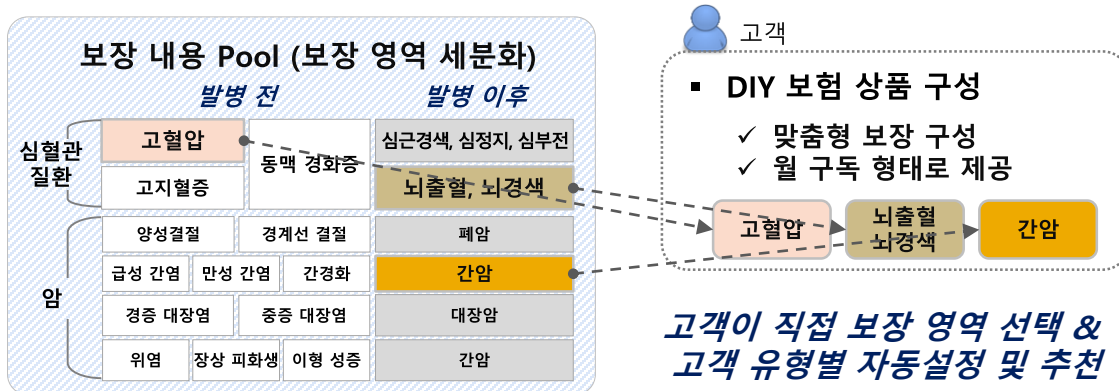 보장 내용 Pool (보장 영역 세분화)
발병 전
발병 이후
심혈관
질환
고혈압
동맥 경화증
심근경색, 심정지, 심부전
고지혈증
뇌출혈, 뇌경색
암
양성결절
경계선 결절
폐암
급성 간염
만성 간염
간경화
간암
경증 대장염
중증 대장염
대장암
위염
장상 피화생
이형 성증
간암
고객
▪ DIY 보험 상품 구성
✓ 맞춤형 보장 구성
✓ 월 구독 형태로 제공
고혈압
뇌출혈
뇌경색
간암
고객이 직접 보장 영역 선택 &
고객 유형별 자동설정 및 추천